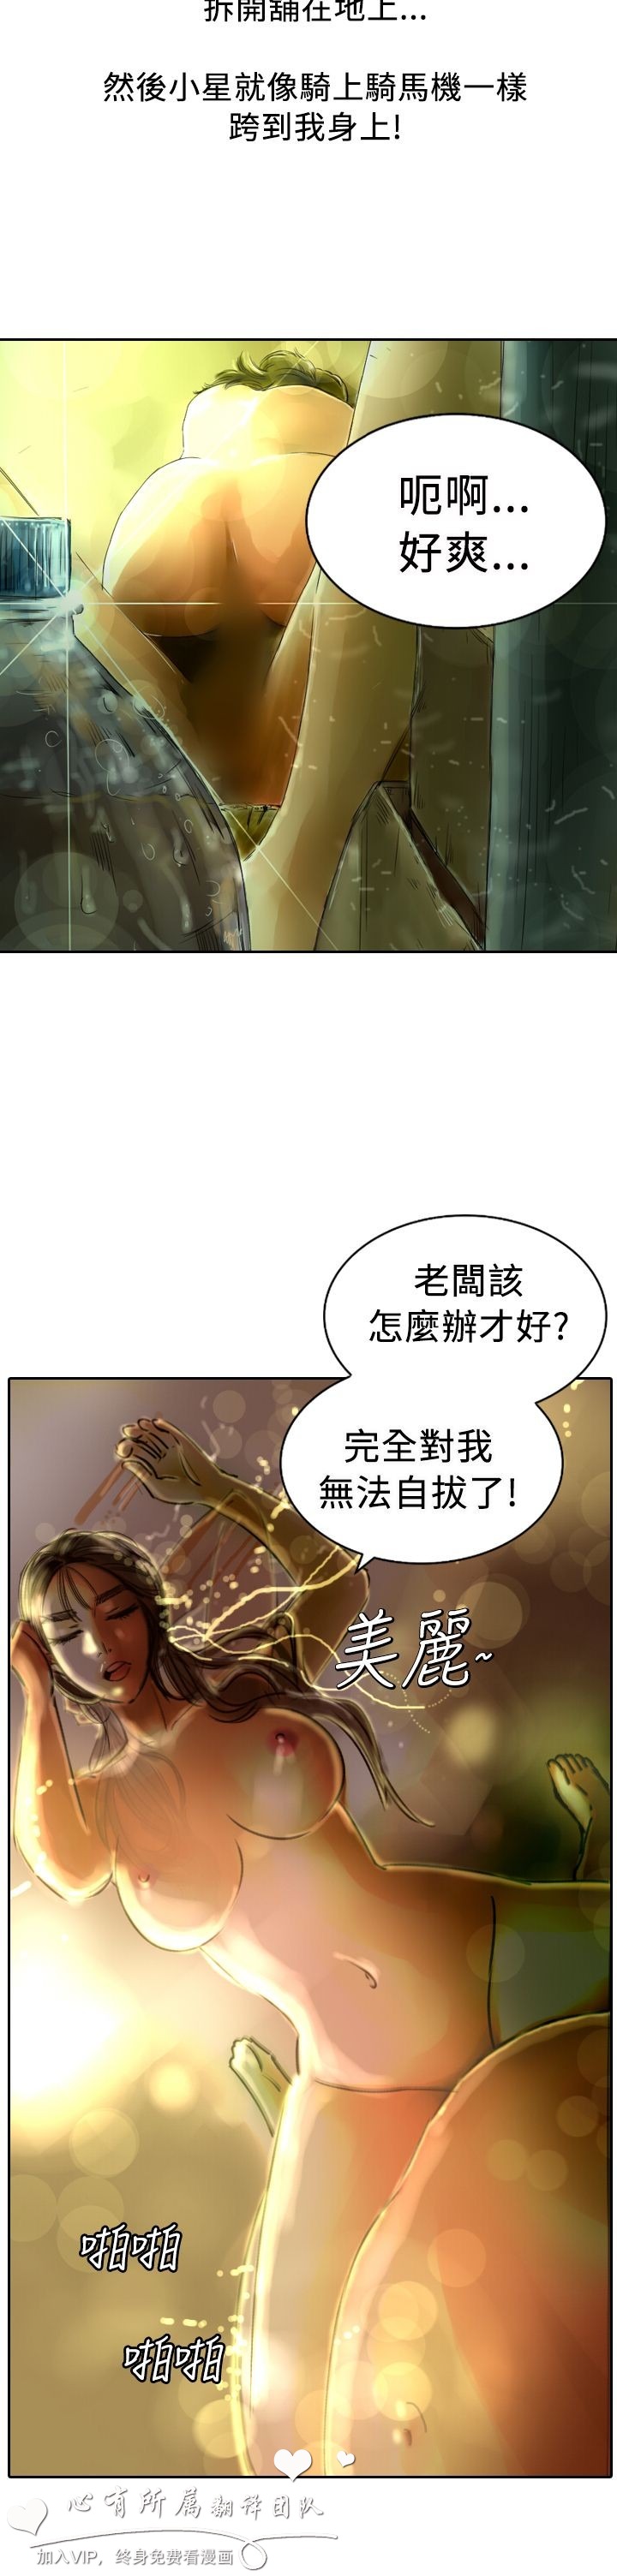 拆開舖在地上...
然後小星就像騎上騎馬機一樣
跨到我身上!
呃啊...
好爽...
老闆該
怎麼辦才好?
完全對我
無法自拔了!
美麗~
啪啪
啪啪
心有所属翻译团队
加入VIP，终身免费看漫画